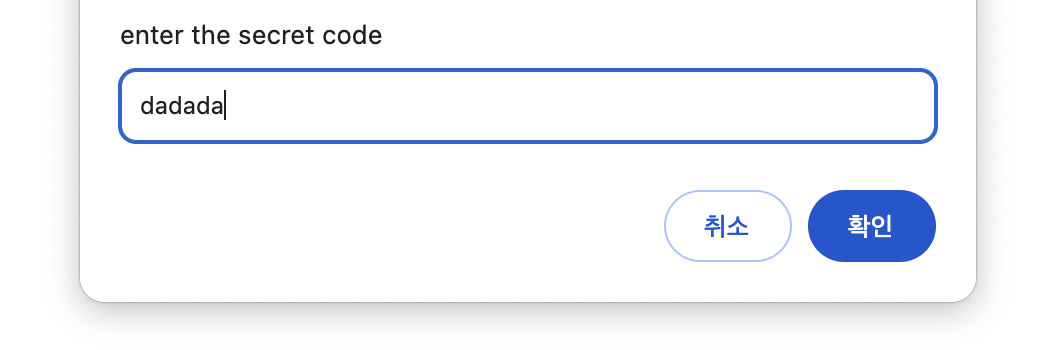 enter the secret code
dadada
취소
확인